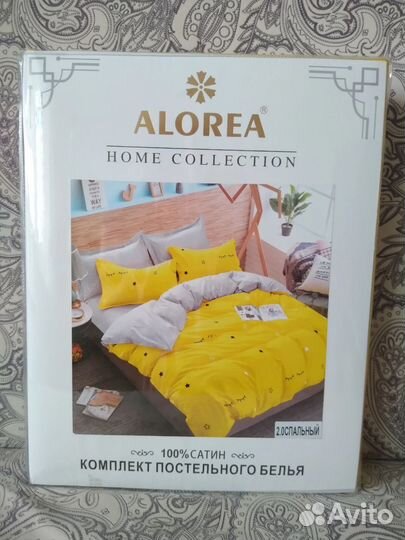 ALOREA®
HOME COLLECTION
2.0СПАЛЬНЫЙ
100%САТИН
КОМПЛЕКТ ПОСТЕЛЬНОГО БЕЛЬЯ
Avito